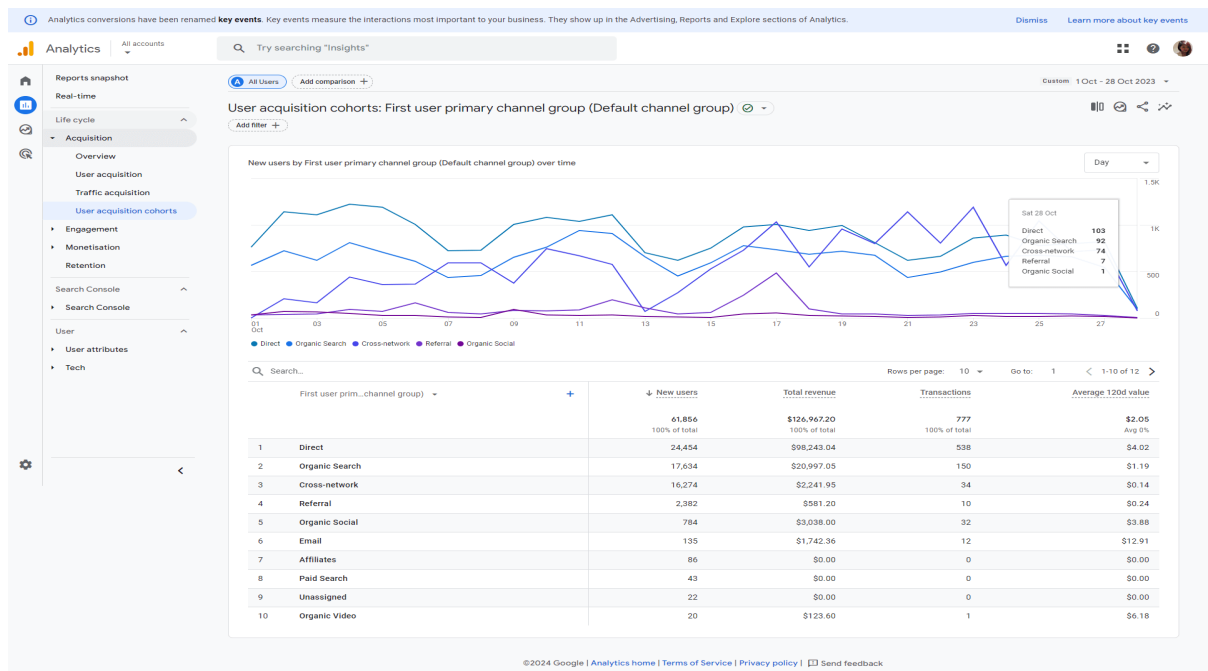 Analytics conversions have been renamed key events. Key events measure the interactions most important to your business. They show up in the Advertising, Reports and Explore sections of Analytics.
Dismiss
Learn more about key events
Analytics
All accounts
Try searching "Insights"
Reports snapshot
Real-time
Life cycle
Acquisition
Overview
User acquisition
Traffic acquisition
User acquisition cohorts
Engagement
Monetisation
Retention
Search Console
Search Console
User
User attributes
Tech
A All Users
Add comparison +
Custom 1 Oct - 28 Oct 2023
User acquisition cohorts: First user primary channel group (Default channel group)
Add filter +
New users by First user primary channel group (Default channel group) over time
Day
1.5K
1K
500
0
Sat 28 Oct
Direct 103
Organic Search 92
Cross-network 74
Referral 7
Organic Social 1
01 03 05 07 09 11 13 15 17 19 21 23 25 27
Oct
Direct Organic Search Cross-network Referral Organic Social
Search...
Rows per page: 10 Go to: 1 < 1-10 of 12 >
First user prim...channel group) + ↓ New users Total revenue Transactions Average 120d value
61,856 $126,967.20 777 $2.05
100% of total 100% of total 100% of total Avg 0%
1 Direct 24,454 $98,243.04 538 $4.02
2 Organic Search 17,634 $20,997.05 150 $1.19
3 Cross-network 16,274 $2,241.95 34 $0.14
4 Referral 2,382 $581.20 10 $0.24
5 Organic Social 784 $3,038.00 32 $3.88
6 Email 135 $1,742.36 12 $12.91
7 Affiliates 86 $0.00 0 $0.00
8 Paid Search 43 $0.00 0 $0.00
9 Unassigned 22 $0.00 0 $0.00
10 Organic Video 20 $123.60 1 $6.18
©2024 Google | Analytics home | Terms of Service | Privacy policy | Send feedback